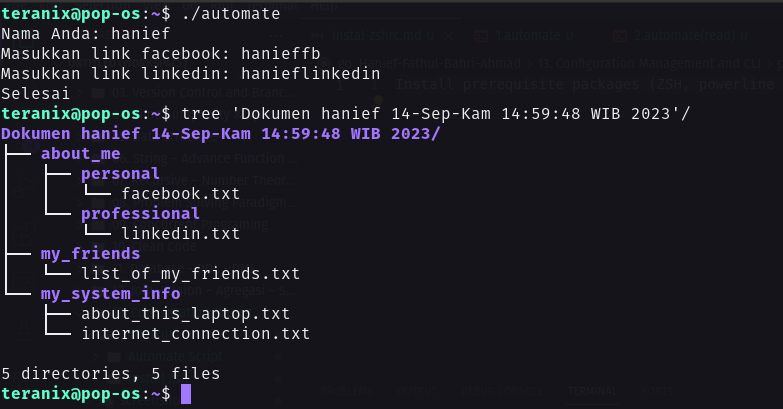 teranix@pop-os:~$ ./automate
Nama Anda: hanief
Masukkan link facebook: hanieffb
Masukkan link linkedin: hanieflinkedin
Selesai
teranix@pop-os:~$ tree 'Dokumen hanief 14-Sep-Kam 14:59:48 WIB 2023'/
Dokumen hanief 14-Sep-Kam 14:59:48 WIB 2023/
├── about_me
│   ├── personal
│   │   └── facebook.txt
│   └── professional
│       └── linkedin.txt
├── my_friends
│   └── list_of_my_friends.txt
└── my_system_info
    ├── about_this_laptop.txt
    └── internet_connection.txt
5 directories, 5 files
teranix@pop-os:~$